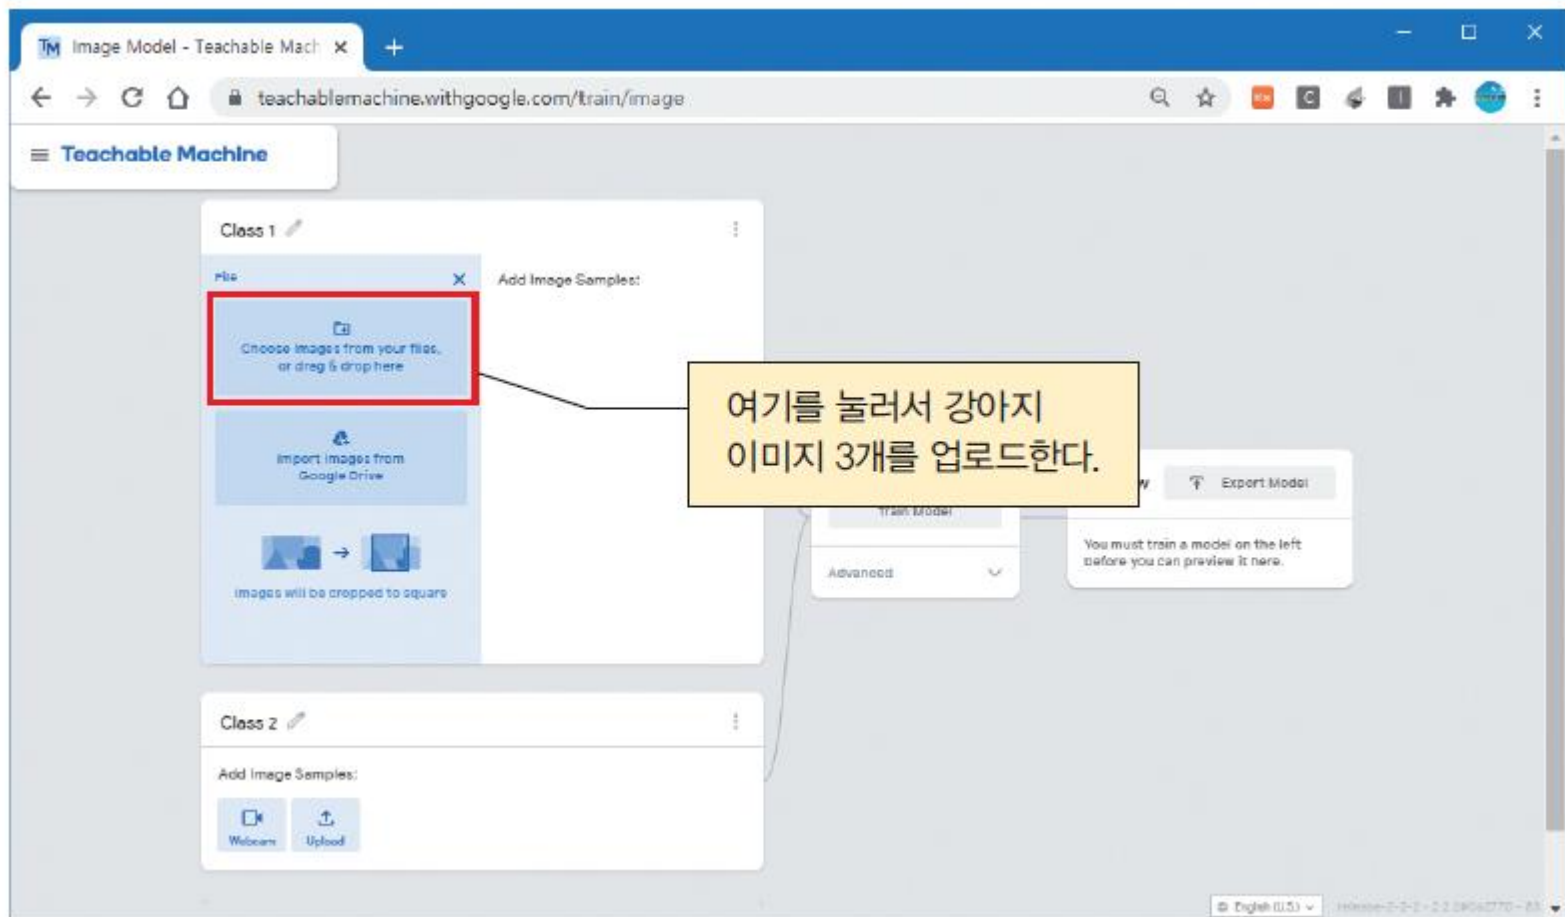 Image Model - Teachable Mach
teachablemachine.withgoogle.com/train/image
Teachable Machine
Class 1
File
Add Image Samples:
Choose images from your files,
or drag & drop here
여기를 눌러서 강아지
이미지 3개를 업로드한다.
Import images from
Google Drive
Images will be cropped to square
Train Model
Advanced
Export Model
You must train a model on the left
before you can preview it here.
Class 2
Add Image Samples:
Webcam
Upload
English (U.S.)